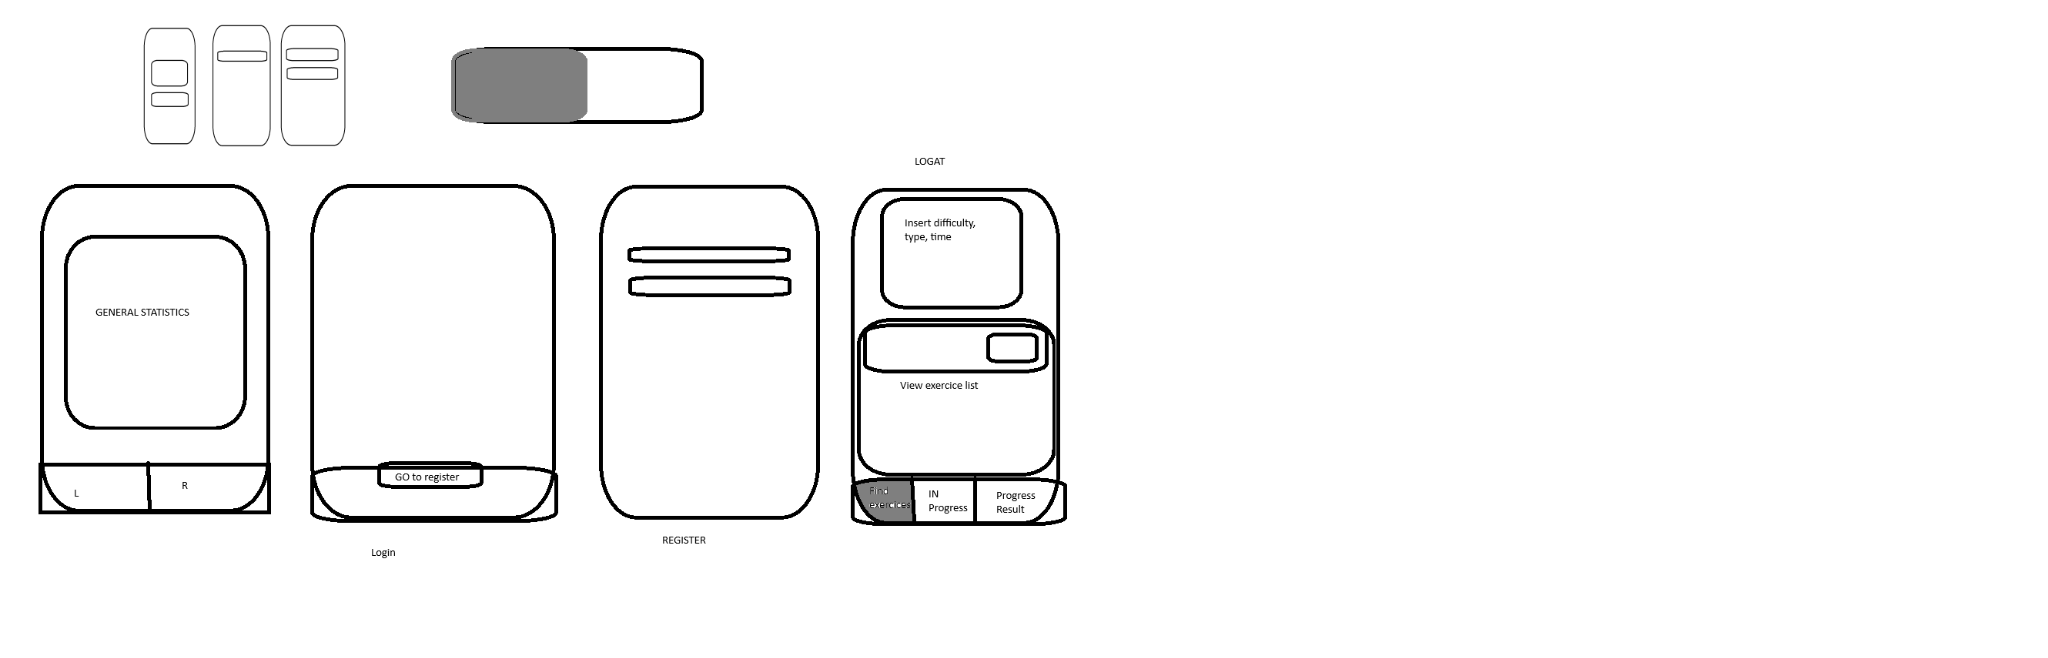 LOGAT
GENERAL STATISTICS
L
R
GO to register
Login
REGISTER
Insert difficulty,
type, time
View exercice list
Find
exercices
IN
Progress
Progress
Result